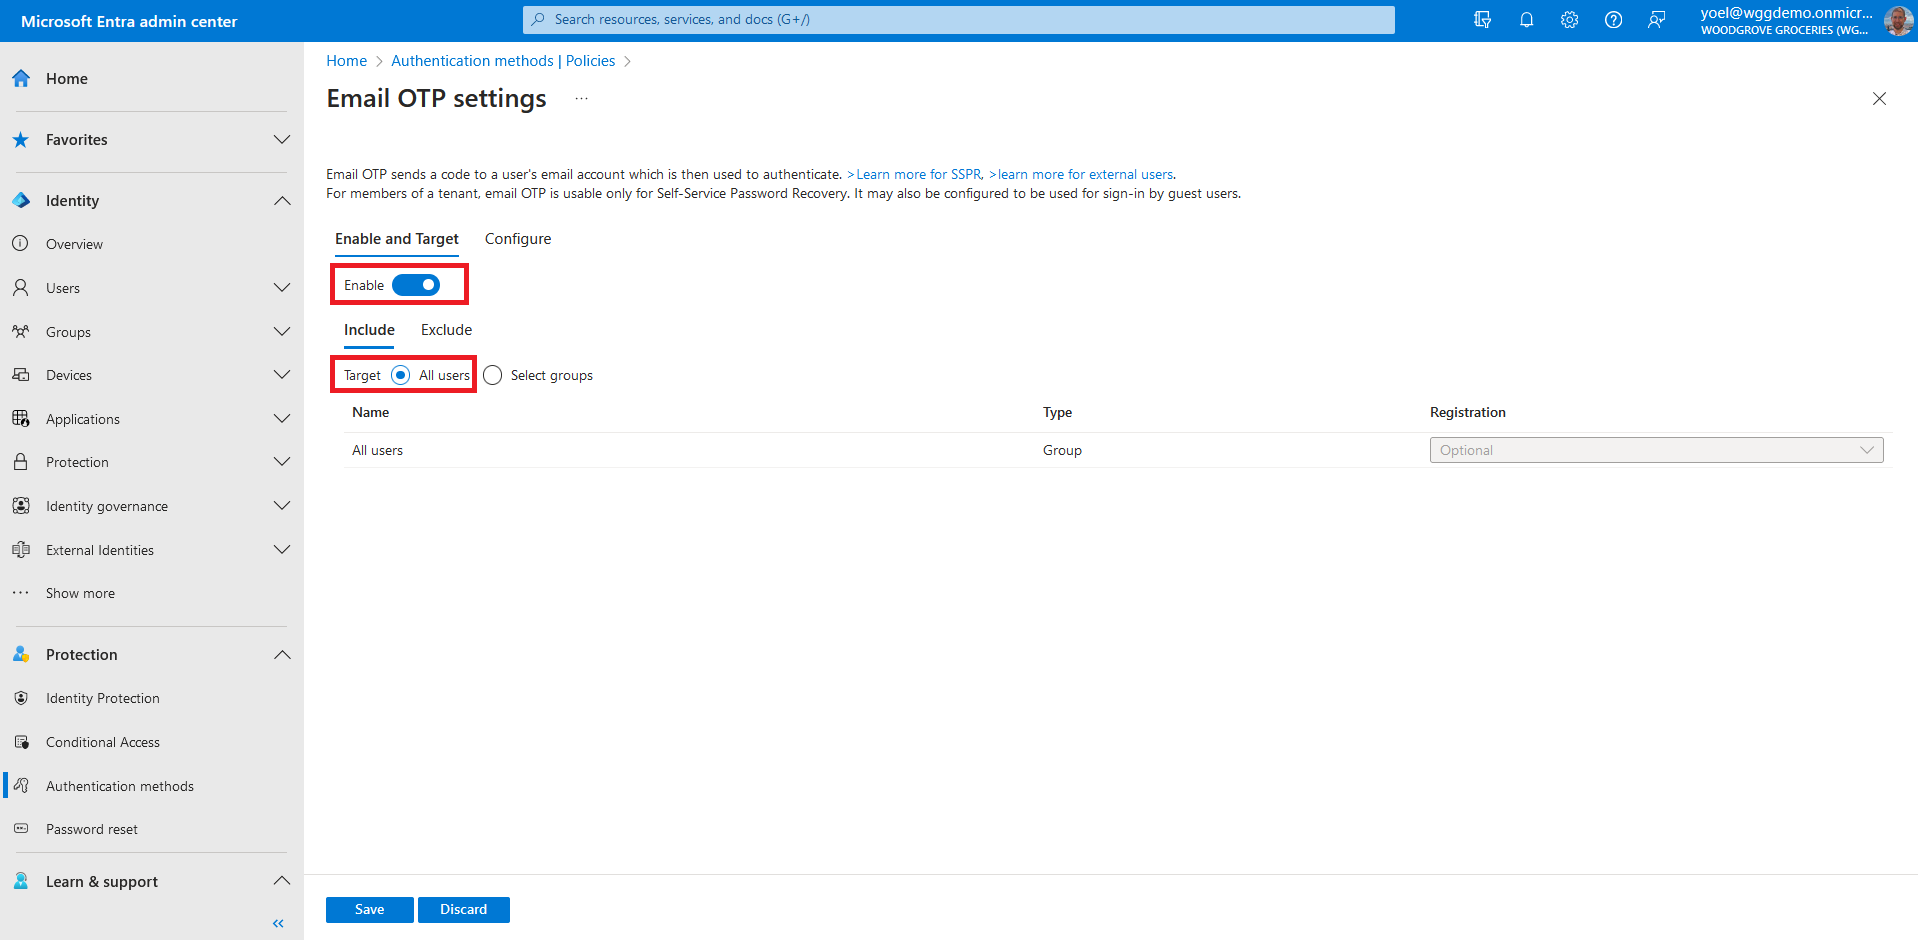 Microsoft Entra admin center
Search resources, services, and docs (G+/)
yoel@wggdemo.onmicr...
WOODGROVE GROCERIES (WG...
Home
Favorites
Identity
Overview
Users
Groups
Devices
Applications
Protection
Identity governance
External Identities
Show more
Protection
Identity Protection
Conditional Access
Authentication methods
Password reset
Learn & support
Home > Authentication methods | Policies >
Email OTP settings ...
Email OTP sends a code to a user's email account which is then used to authenticate. >Learn more for SSPR, >learn more for external users.
For members of a tenant, email OTP is usable only for Self-Service Password Recovery. It may also be configured to be used for sign-in by guest users.
Enable and Target Configure
Enable
Include Exclude
Target All users Select groups
Name Type Registration
All users Group Optional
Save Discard